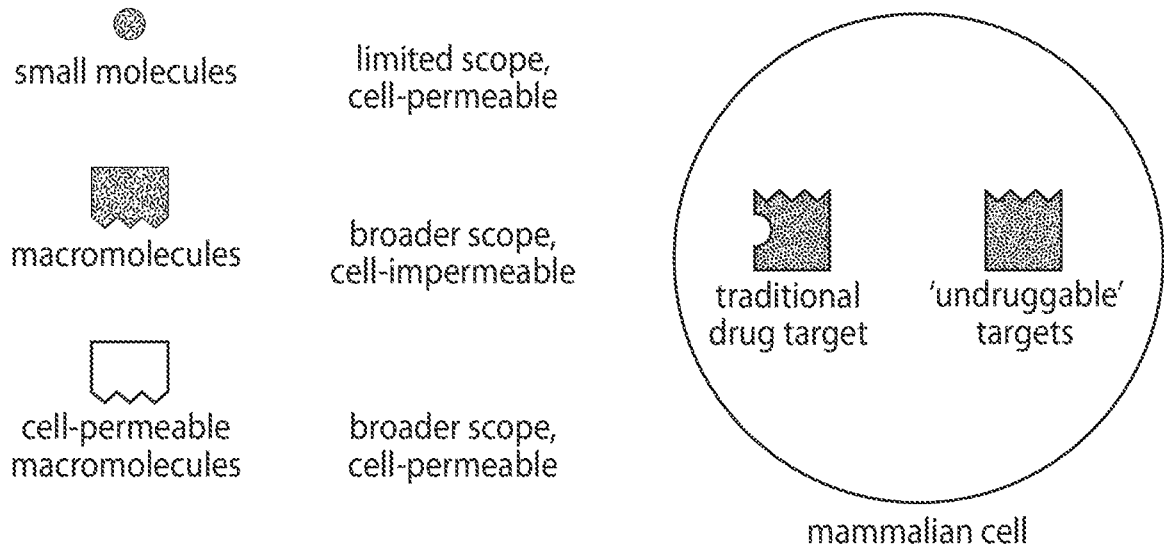 small molecules
limited scope,
cell-permeable
macromolecules
broader scope,
cell-impermeable
cell-permeable
macromolecules
broader scope,
cell-permeable
traditional
drug target
‘undruggable’
targets
mammalian cell